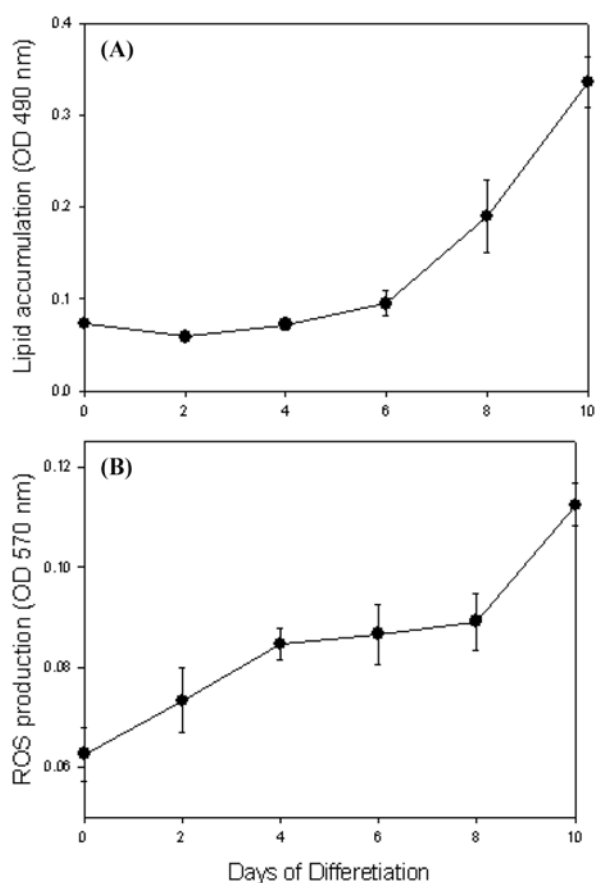 (A)
Lipid accumulation (OD 490 nm)
0.4
0.3
0.2
0.1
0.0
0 2 4 6 8 10
(B)
ROS production (OD 570 nm)
0.12
0.10
0.08
0.06
0 2 4 6 8 10
Days of Differetiation